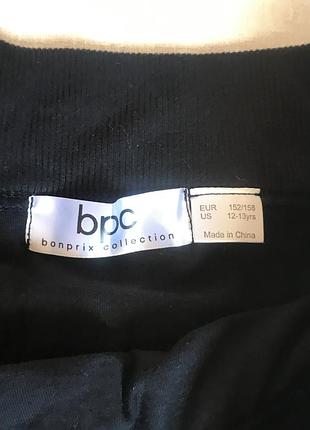 bpc
bonprix collection
EUR 152/158
US 12-13yrs
Made in China